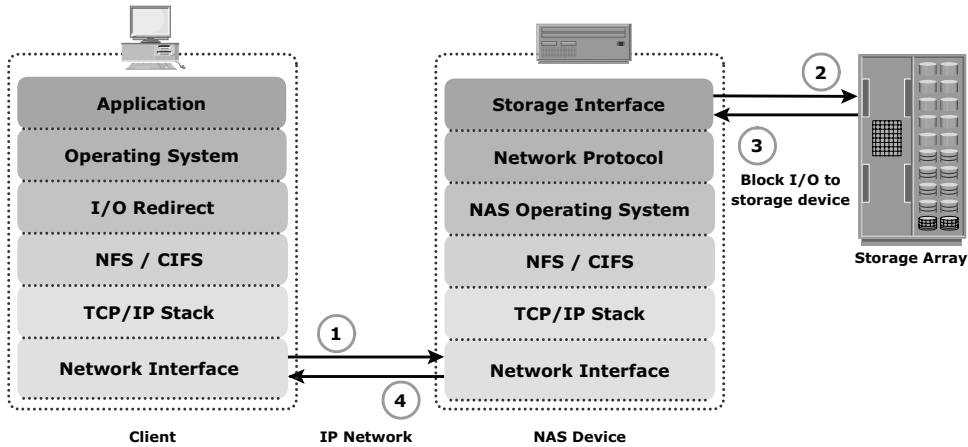 Application
Operating System
I/O Redirect
NFS / CIFS
TCP/IP Stack
Network Interface
Client
1
4
IP Network
Storage Interface
Network Protocol
NAS Operating System
NFS / CIFS
TCP/IP Stack
Network Interface
NAS Device
2
3
Block I/O to
storage device
Storage Array